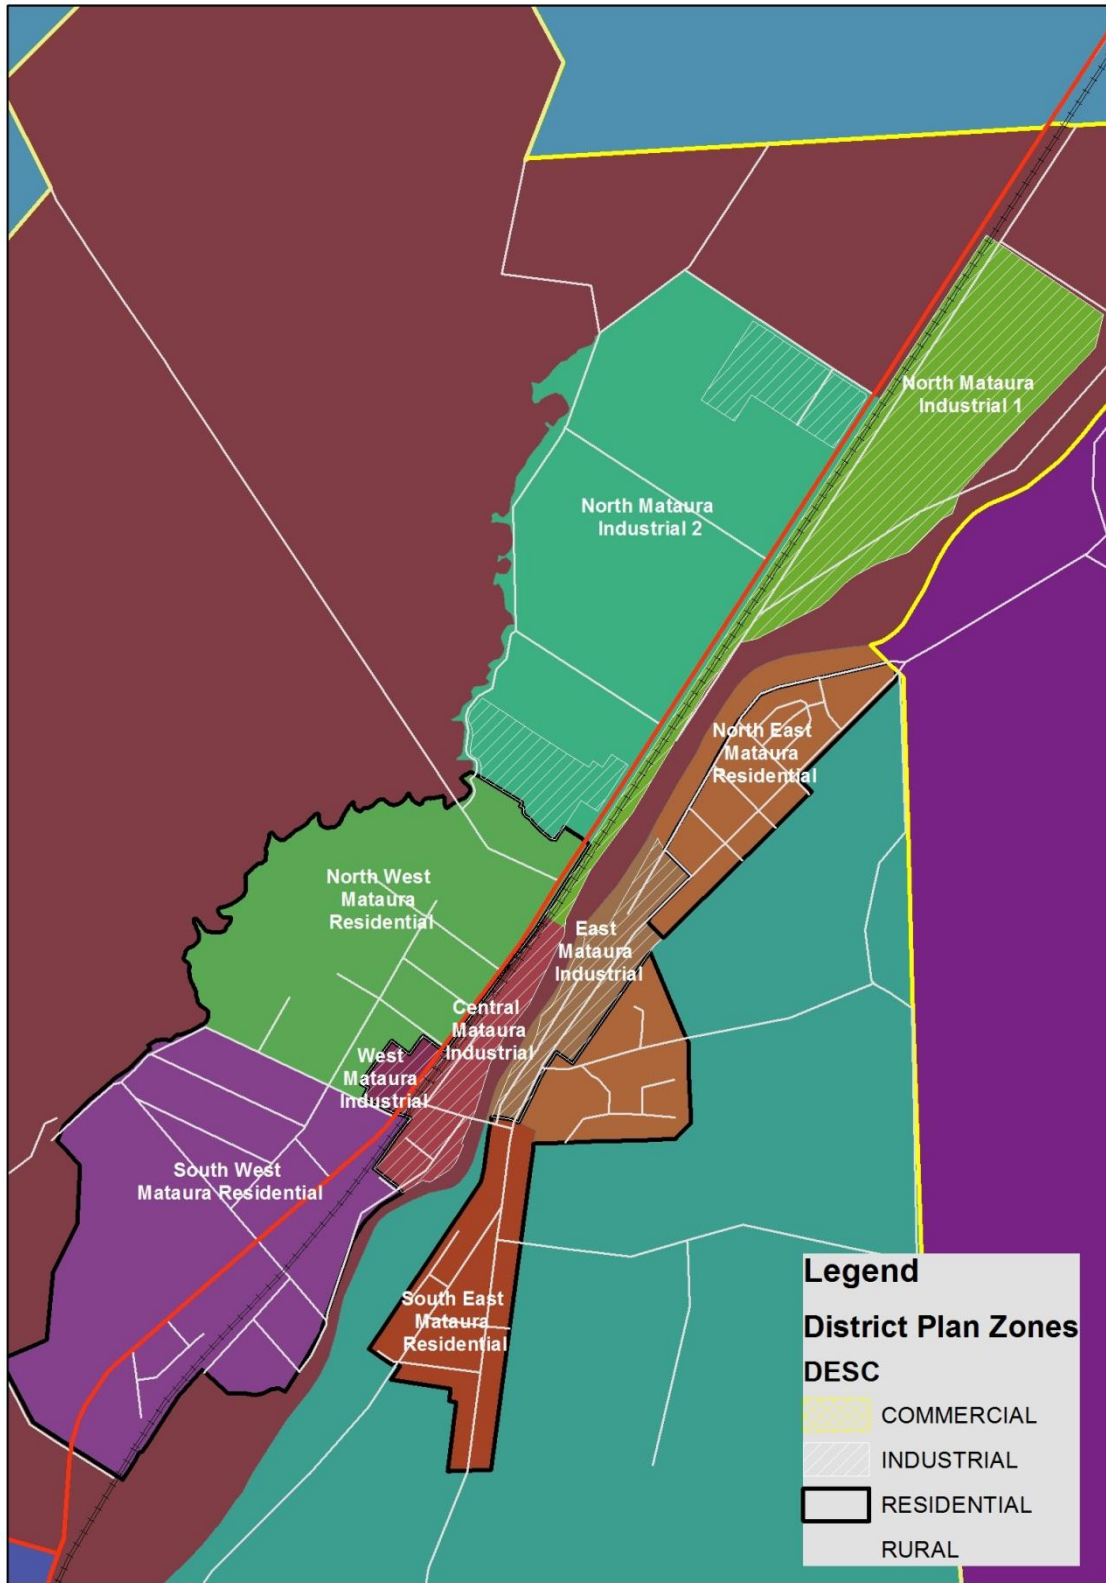 North Mataura
Industrial 1
North Mataura
Industrial 2
North East
Mataura
Residential
North West
Mataura
Residential
East
Mataura
Industrial
Central
Mataura
Industrial
West
Mataura
Industrial
South West
Mataura Residential
South East
Mataura
Residential
Legend
District Plan Zones
DESC
COMMERCIAL
INDUSTRIAL
RESIDENTIAL
RURAL